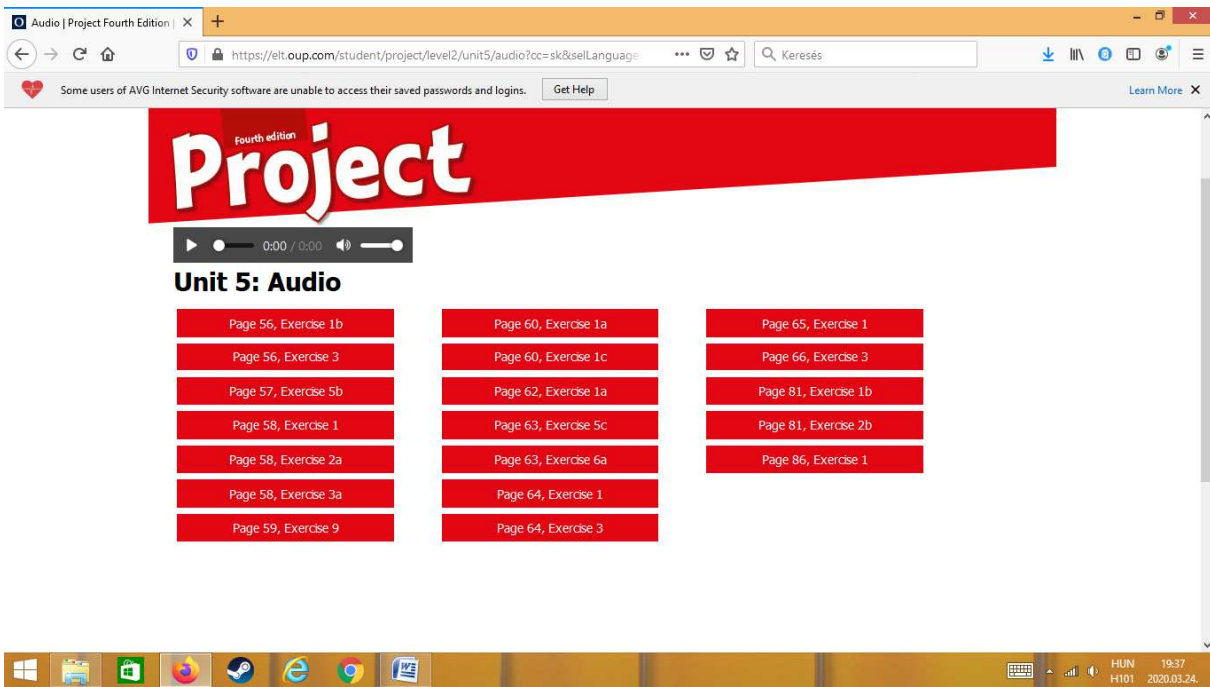 Audio | Project Fourth Edition |
https://elt.oup.com/student/project/level2/unit5/audio?cc=sk&selLanguage
Keresés
Some users of AVG Internet Security software are unable to access their saved passwords and logins.
Get Help
Learn More
Fourth edition
Project
0:00 / 0:00
Unit 5: Audio
Page 56, Exercise 1b
Page 56, Exercise 3
Page 57, Exercise 5b
Page 58, Exercise 1
Page 58, Exercise 2a
Page 58, Exercise 3a
Page 59, Exercise 9
Page 60, Exercise 1a
Page 60, Exercise 1c
Page 62, Exercise 1a
Page 63, Exercise 5c
Page 63, Exercise 6a
Page 64, Exercise 1
Page 64, Exercise 3
Page 65, Exercise 1
Page 66, Exercise 3
Page 81, Exercise 1b
Page 81, Exercise 2b
Page 86, Exercise 1
HUN
H101
19:37
2020.03.24.